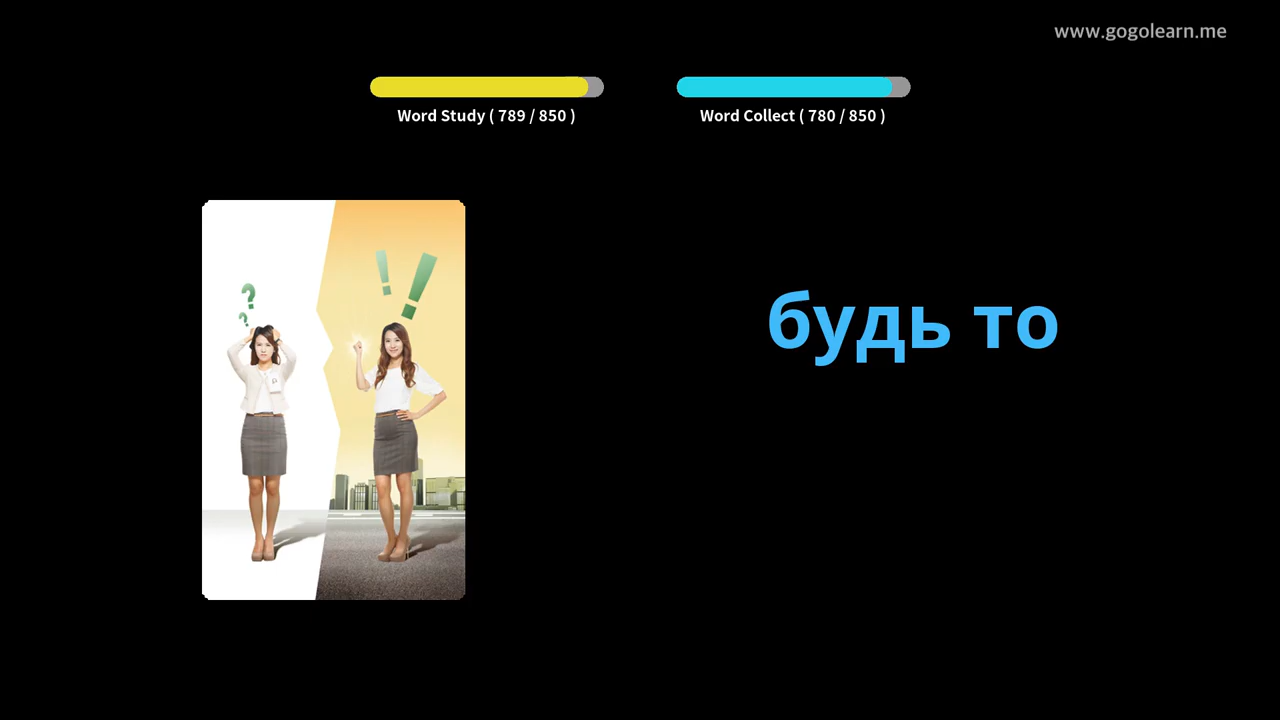 www.gogolearn.me
Word Study ( 789 / 850 )
Word Collect ( 780 / 850 )
?
?
! !
будь то